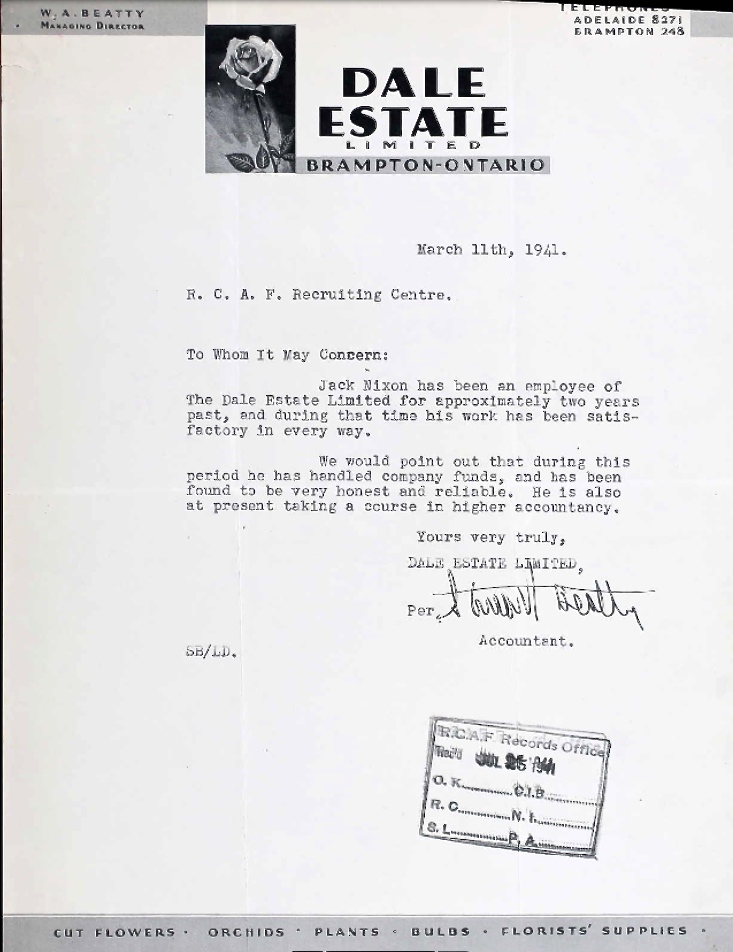 W. A. BEATTY
MANAGING DIRECTOR
TELEPHONES
ADELAIDE 8271
BRAMPTON 248
DALE
ESTATE
LIMITED
BRAMPTON-ONTARIO
March 11th, 1941.
R. C. A. F. Recruiting Centre.
To Whom It May Concern:
Jack Nixon has been an employee of
The Dale Estate Limited for approximately two years
past, and during that time his work has been satis-
factory in every way.
We would point out that during this
period he has handled company funds, and has been
found to be very honest and reliable. He is also
at present taking a course in higher accountancy.
Yours very truly,
DALE ESTATE LIMITED,
Per. Stuart Beatty
Accountant.
SB/LD.
R.C.A.F Records Office
Rec'd JUL 25 1941
O. K. C.I.B.
R. C. N. I.
S. L. P. A.
CUT FLOWERS · ORCHIDS · PLANTS · BULBS · FLORISTS' SUPPLIES ·